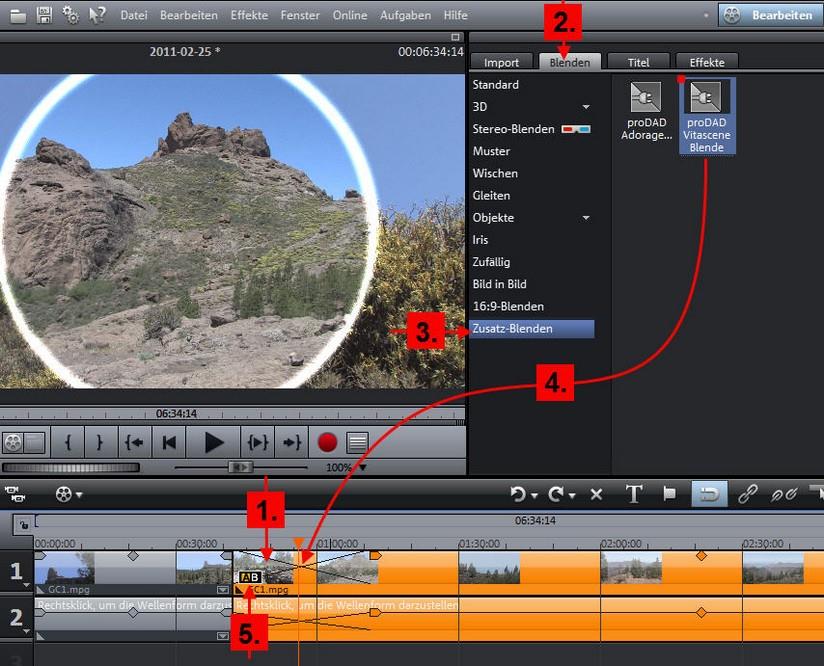 Datei Bearbeiten Effekte Fenster Online Aufgaben Hilfe
2.
Bearbeiten
2011-02-25 *
00:06:34:14
Import Blenden Titel Effekte
Standard
3D
Stereo-Blenden
Muster
Wischen
Gleiten
Objekte
Iris
Zufällig
Bild in Bild
16:9-Blenden
Zusatz-Blenden
proDAD
Adorage...
proDAD
Vitascene
Blende
3.
4.
06:34:14
100%
1.
06:34:14
00:00:00
00:30:00
01:00:00
01:30:00
02:00:00
02:30:00
1
GC1.mpg
AB
GC1.mpg
2
Rechtsklick, um die Wellenform darzus
Rechtsklick, um die Wellenform darzustellen
5.
3